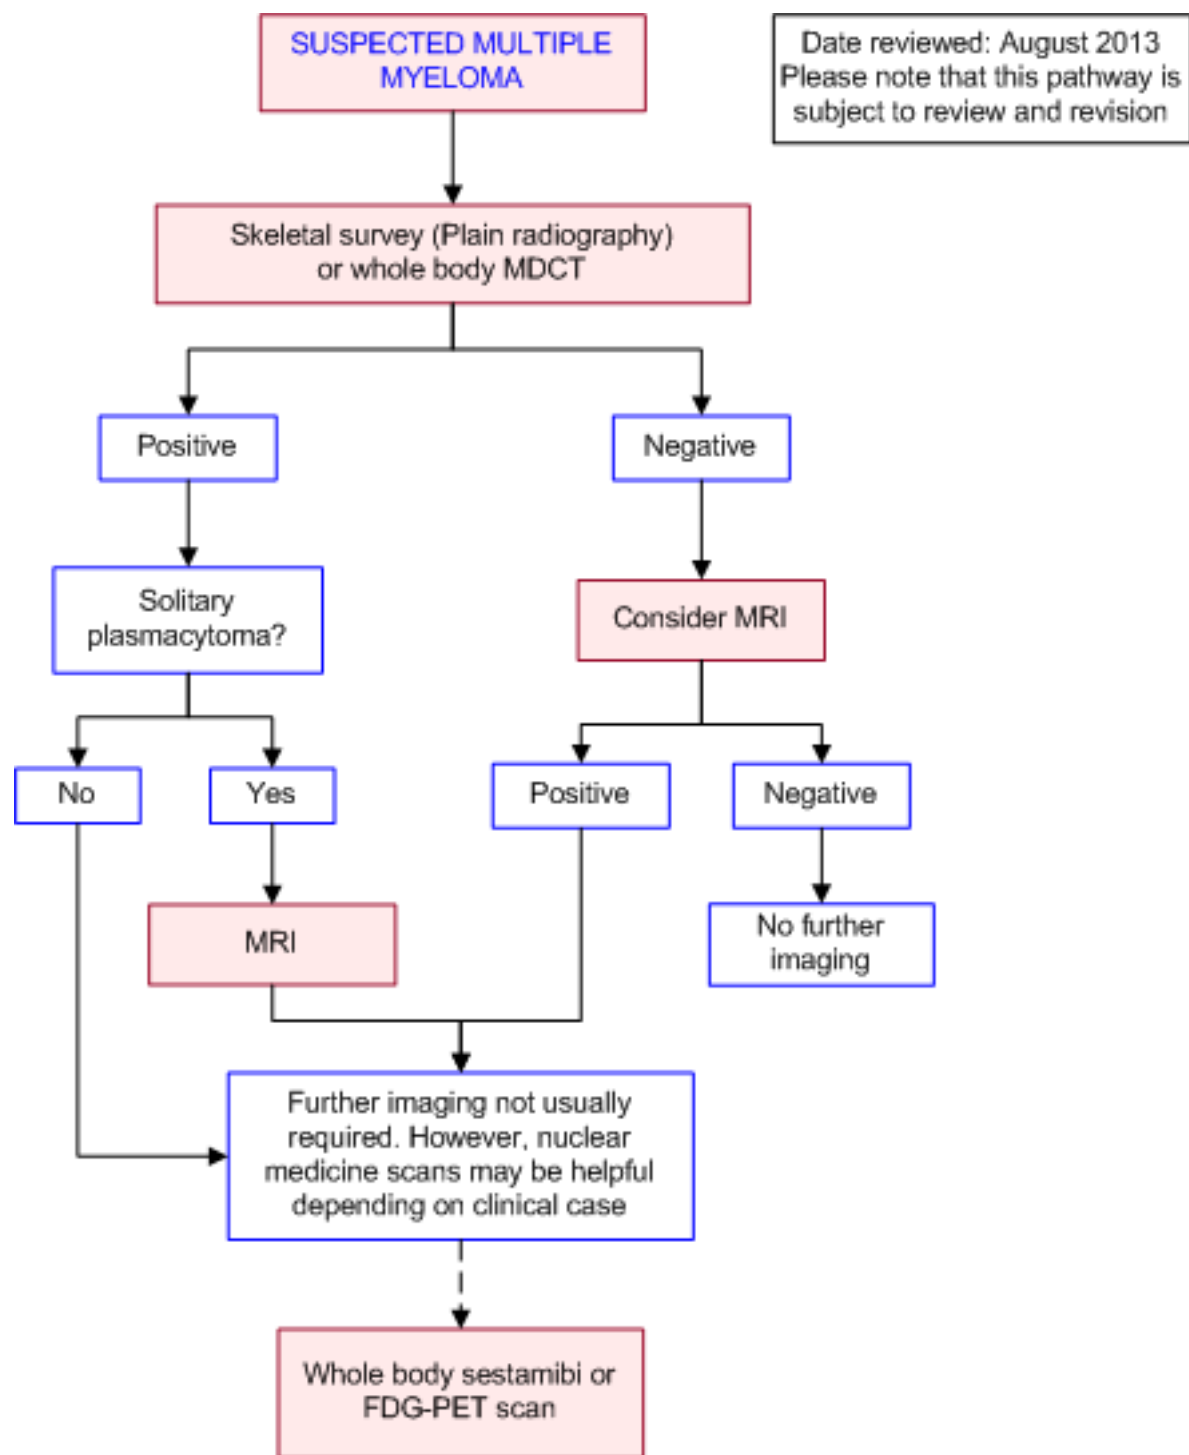 SUSPECTED MULTIPLE
MYELOMA
Date reviewed: August 2013
Please note that this pathway is
subject to review and revision
Skeletal survey (Plain radiography)
or whole body MDCT
Positive
Negative
Solitary
plasmacytoma?
Consider MRI
No
Yes
Positive
Negative
MRI
No further
imaging
Further imaging not usually
required. However, nuclear
medicine scans may be helpful
depending on clinical case
Whole body sestamibi or
FDG-PET scan